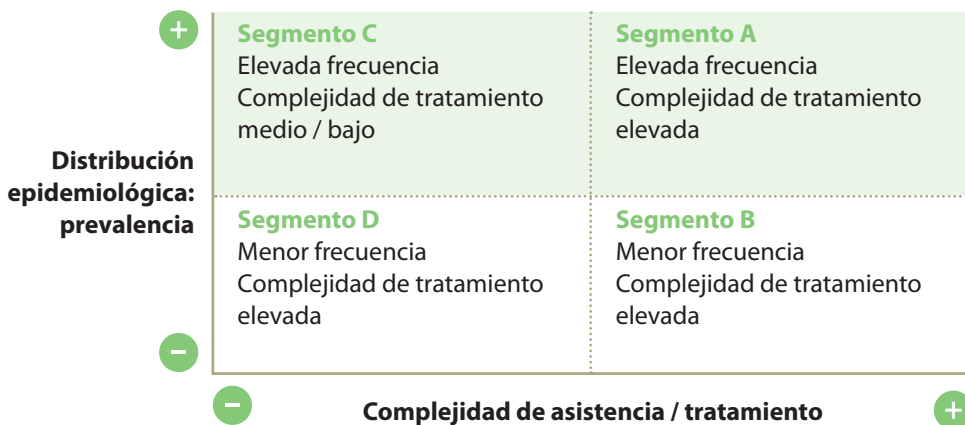 +
Segmento C
Elevada frecuencia
Complejidad de tratamiento
medio / bajo
Segmento A
Elevada frecuencia
Complejidad de tratamiento
elevada
Distribución
epidemiológica:
prevalencia
Segmento D
Menor frecuencia
Complejidad de tratamiento
elevada
Segmento B
Menor frecuencia
Complejidad de tratamiento
elevada
–
–
Complejidad de asistencia / tratamiento
+